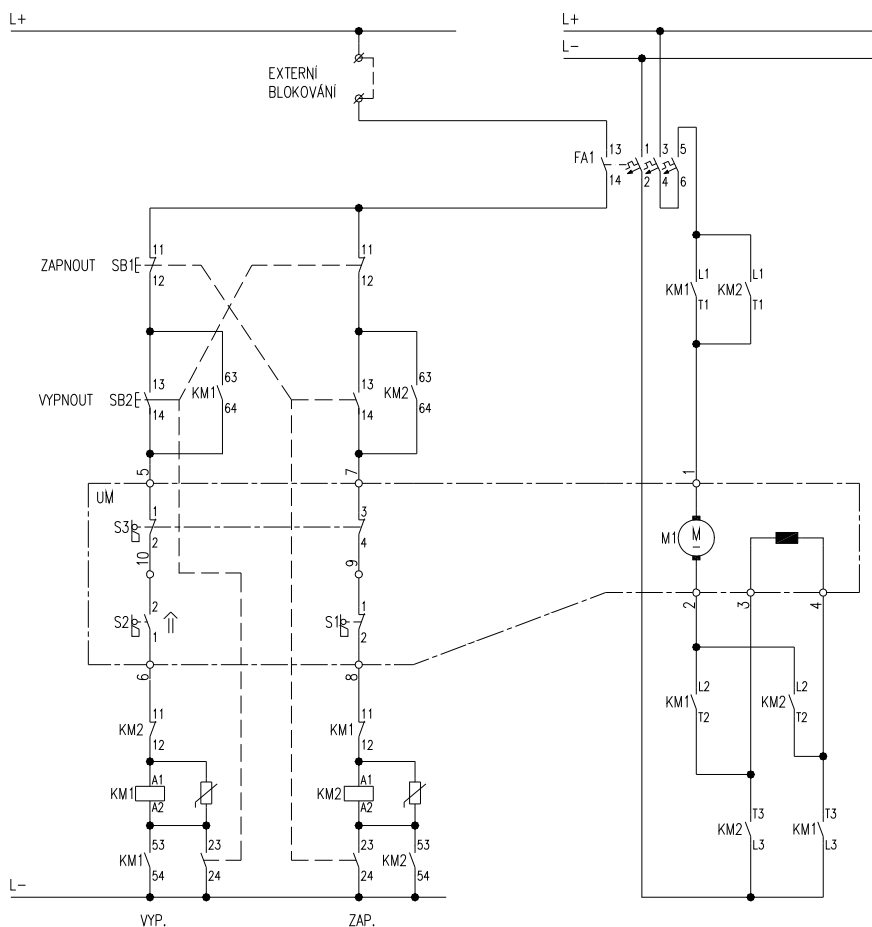 L+
L+
L-
EXTERNÍ
BLOKOVÁNÍ
FA1
13
14
1
2
3
4
5
6
ZAPNOUT
SB1
11
12
11
12
KM1
L1
T1
KM2
L1
T1
VYPNOUT
SB2
13
14
KM1
63
64
13
14
KM2
63
64
5
7
1
UM
S3
1
2
3
4
M1
M
10
9
2
3
4
S2
2
1
S1
1
2
6
8
KM2
11
12
KM1
11
12
KM1
L2
T2
KM2
L2
T2
KM1
A1
A2
KM2
A1
A2
KM2
T3
L3
KM1
T3
L3
KM1
53
54
23
24
23
24
KM2
53
54
L-
VYP.
ZAP.